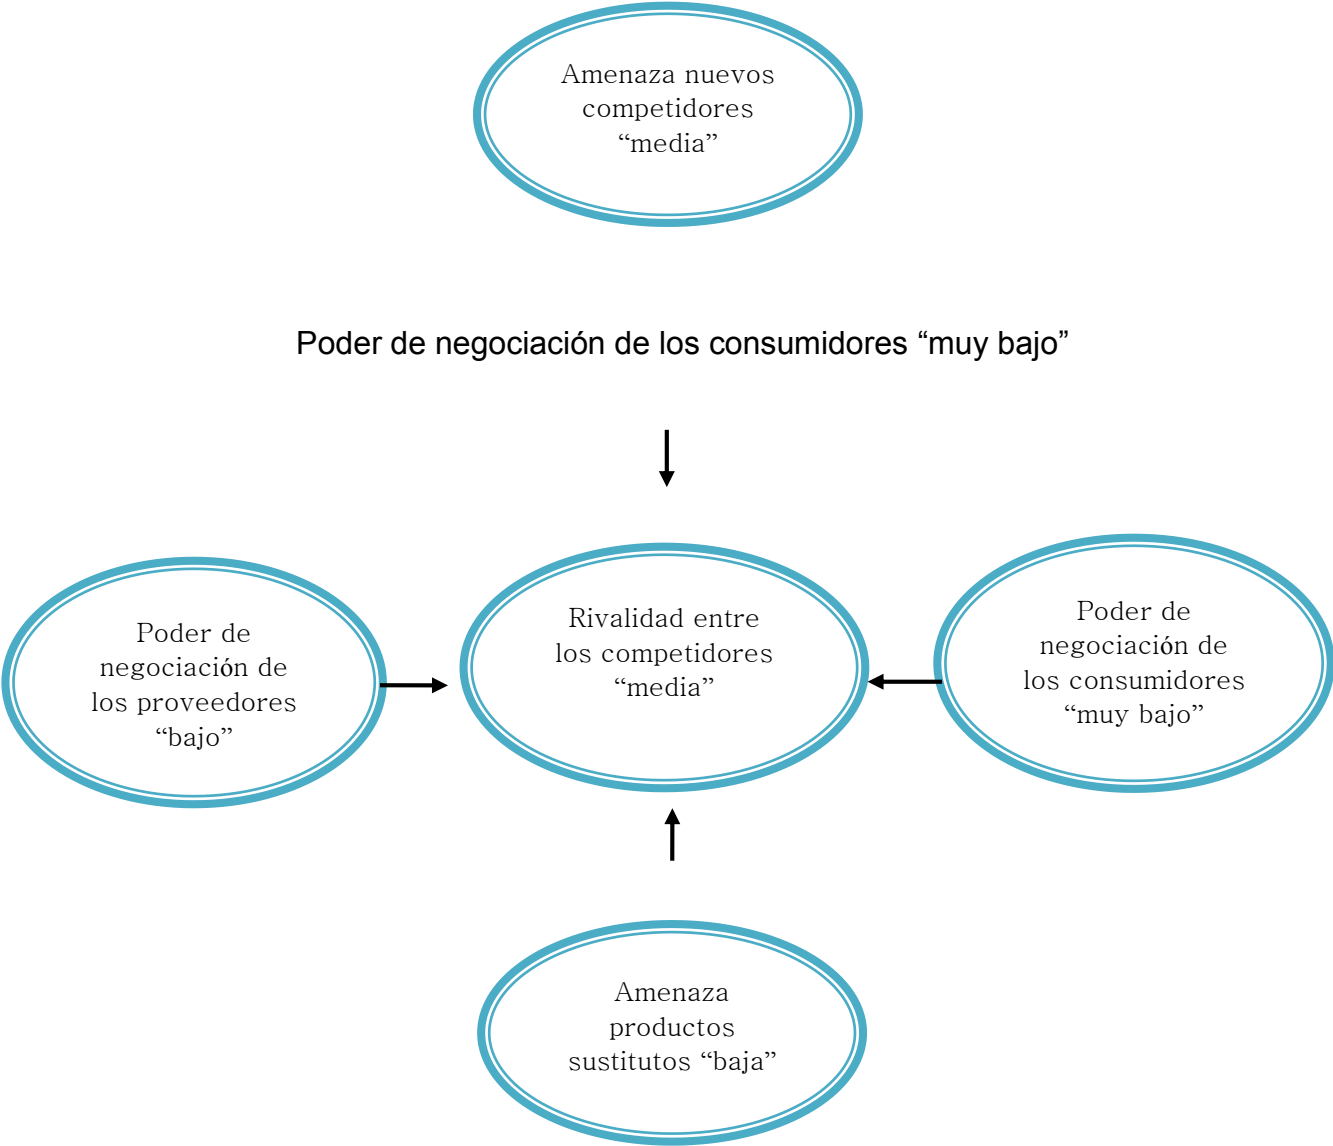 Amenaza nuevos
competidores
“media”
Poder de negociación de los consumidores “muy bajo”
Poder de
negociación de
los proveedores
“bajo”
Rivalidad entre
los competidores
“media”
Poder de
negociación de
los consumidores
“muy bajo”
Amenaza
productos
sustitutos “baja”